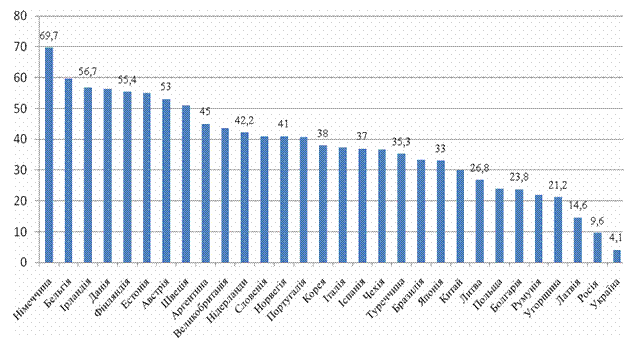 80
70
60
50
40
30
20
10
0
69,7
56,7
55,4
53
45
42,2
41
38
37
35,3
33
26,8
23,8
21,2
14,6
9,6
4,1
Німеччина
Бельгія
Ірландія
Данія
Финляндія
Естонія
Австрія
Швеція
Аргентина
Великобританія
Нідерланди
Словенія
Норвегія
Португалія
Корея
Італія
Іспанія
Чехія
Туреччина
Бразилія
Японія
Китай
Литва
Польща
Болгарія
Румунія
Угорщина
Латвія
Росія
Україна